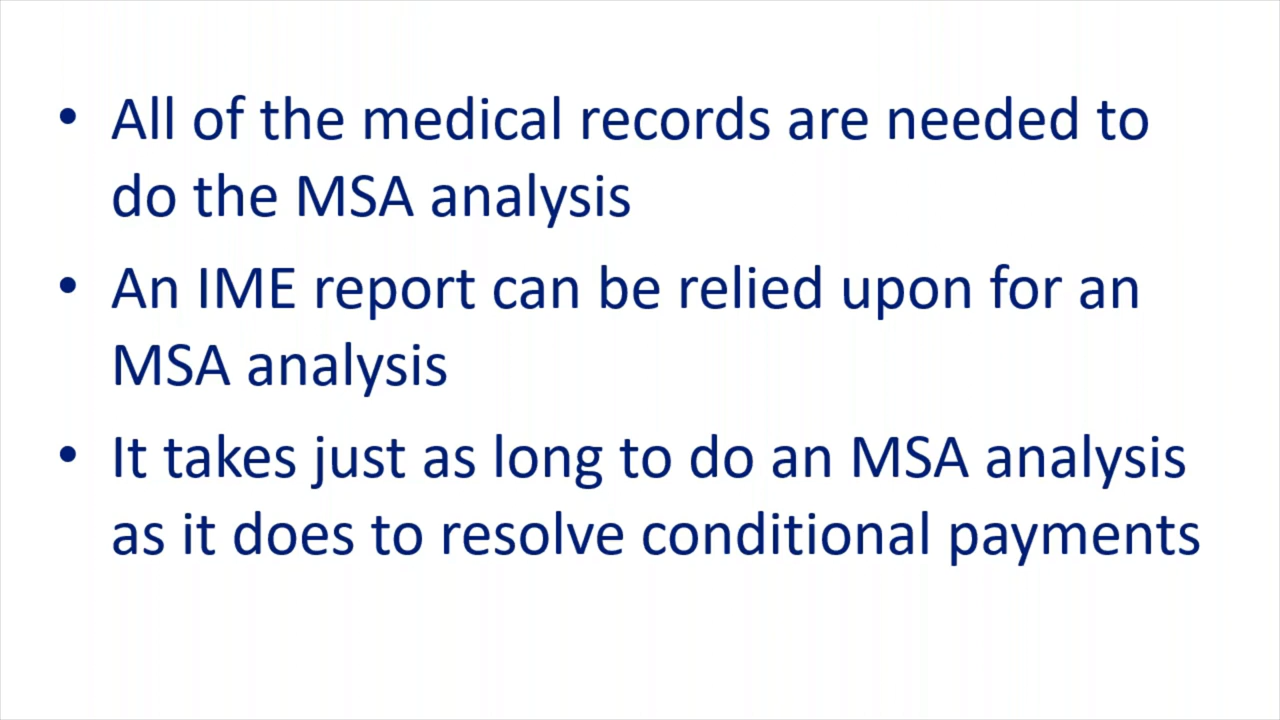 • All of the medical records are needed to
do the MSA analysis
• An IME report can be relied upon for an
MSA analysis
• It takes just as long to do an MSA analysis
as it does to resolve conditional payments